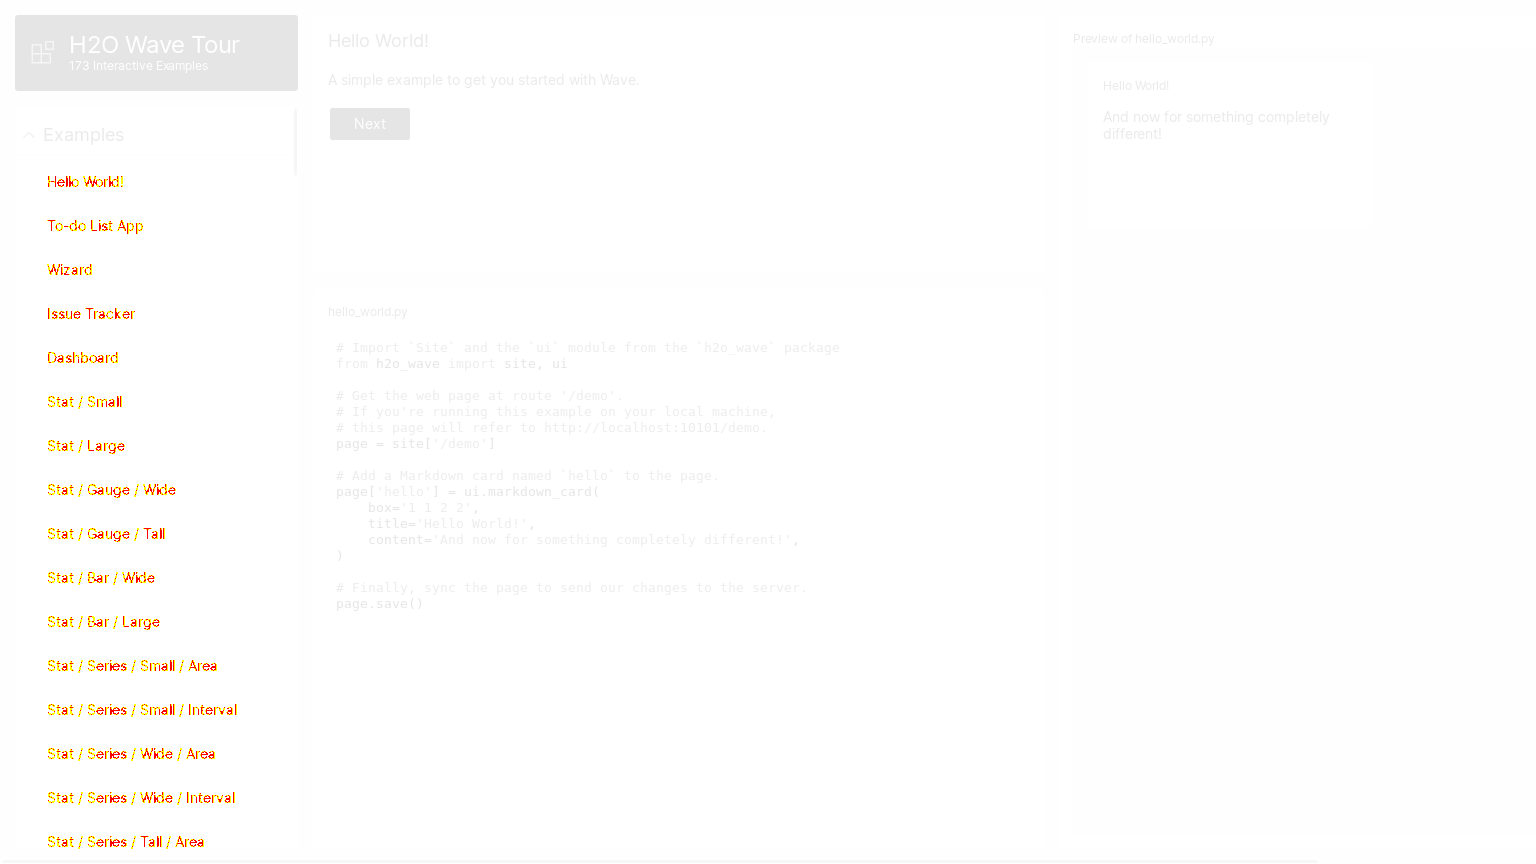 H2O Wave Tour
173 Interactive Examples
Examples
Hello World!
To-do List App
Wizard
Issue Tracker
Dashboard
Stat / Small
Stat / Large
Stat / Gauge / Wide
Stat / Gauge / Tall
Stat / Bar / Wide
Stat / Bar / Large
Stat / Series / Small / Area
Stat / Series / Small / Interval
Stat / Series / Wide / Area
Stat / Series / Wide / Interval
Stat / Series / Tall / Area
Hello World!
A simple example to get you started with Wave.
Next
hello_world.py
# Import `Site` and the `ui` module from the `h2o_wave` package
from h2o_wave import site, ui
# Get the web page at route '/demo'.
# If you're running this example on your local machine,
# this page will refer to http://localhost:10101/demo.
page = site['/demo']
# Add a Markdown card named `hello` to the page.
page['hello'] = ui.markdown_card(
    box='1 1 2 2',
    title='Hello World!',
    content='And now for something completely different!',
)
# Finally, sync the page to send our changes to the server.
page.save()
Preview of hello_world.py
Hello World!
And now for something completely
different!